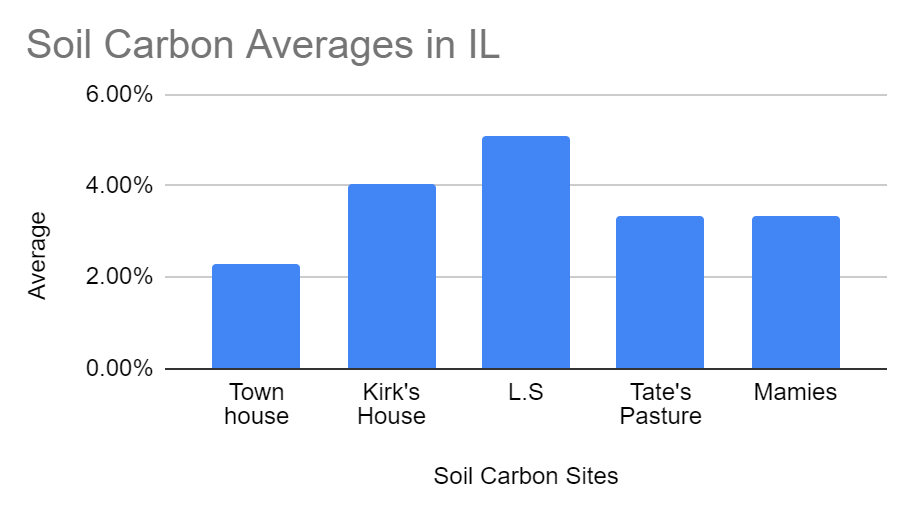 Soil Carbon Averages in IL
6.00%
4.00%
2.00%
0.00%
Average
Town
house
Kirk's
House
L.S
Tate's
Pasture
Mamies
Soil Carbon Sites